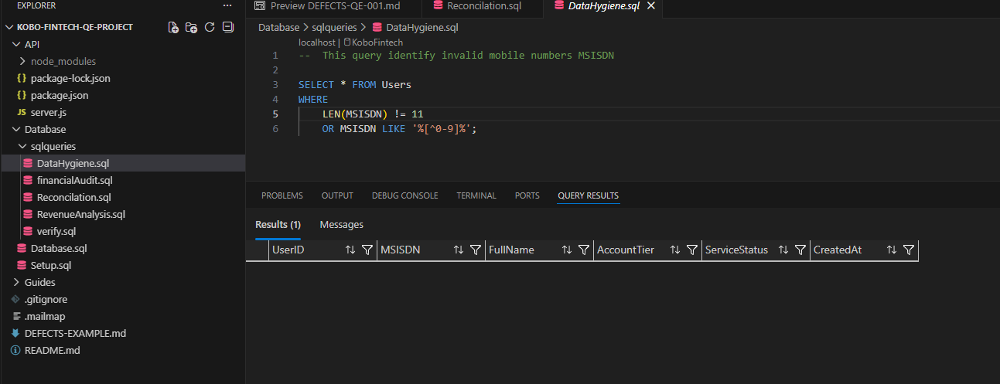 EXPLORER
KOBO-FINTECH-QE-PROJECT
API
node_modules
{} package-lock.json
{} package.json
JS server.js
Database
sqlqueries
DataHygiene.sql
financialAudit.sql
Reconcilation.sql
RevenueAnalysis.sql
verify.sql
Database.sql
Setup.sql
Guides
.gitignore
.mailmap
DEFECTS-EXAMPLE.md
README.md
Preview DEFECTS-QE-001.md
Reconcilation.sql
DataHygiene.sql
Database > sqlqueries > DataHygiene.sql
localhost | KoboFintech
1 -- This query identify invalid mobile numbers MSISDN
2
3 SELECT * FROM Users
4 WHERE
5 LEN(MSISDN) != 11
6 OR MSISDN LIKE '%[^0-9]%';
PROBLEMS OUTPUT DEBUG CONSOLE TERMINAL PORTS QUERY RESULTS
Results (1) Messages
UserID MSISDN FullName AccountTier ServiceStatus CreatedAt